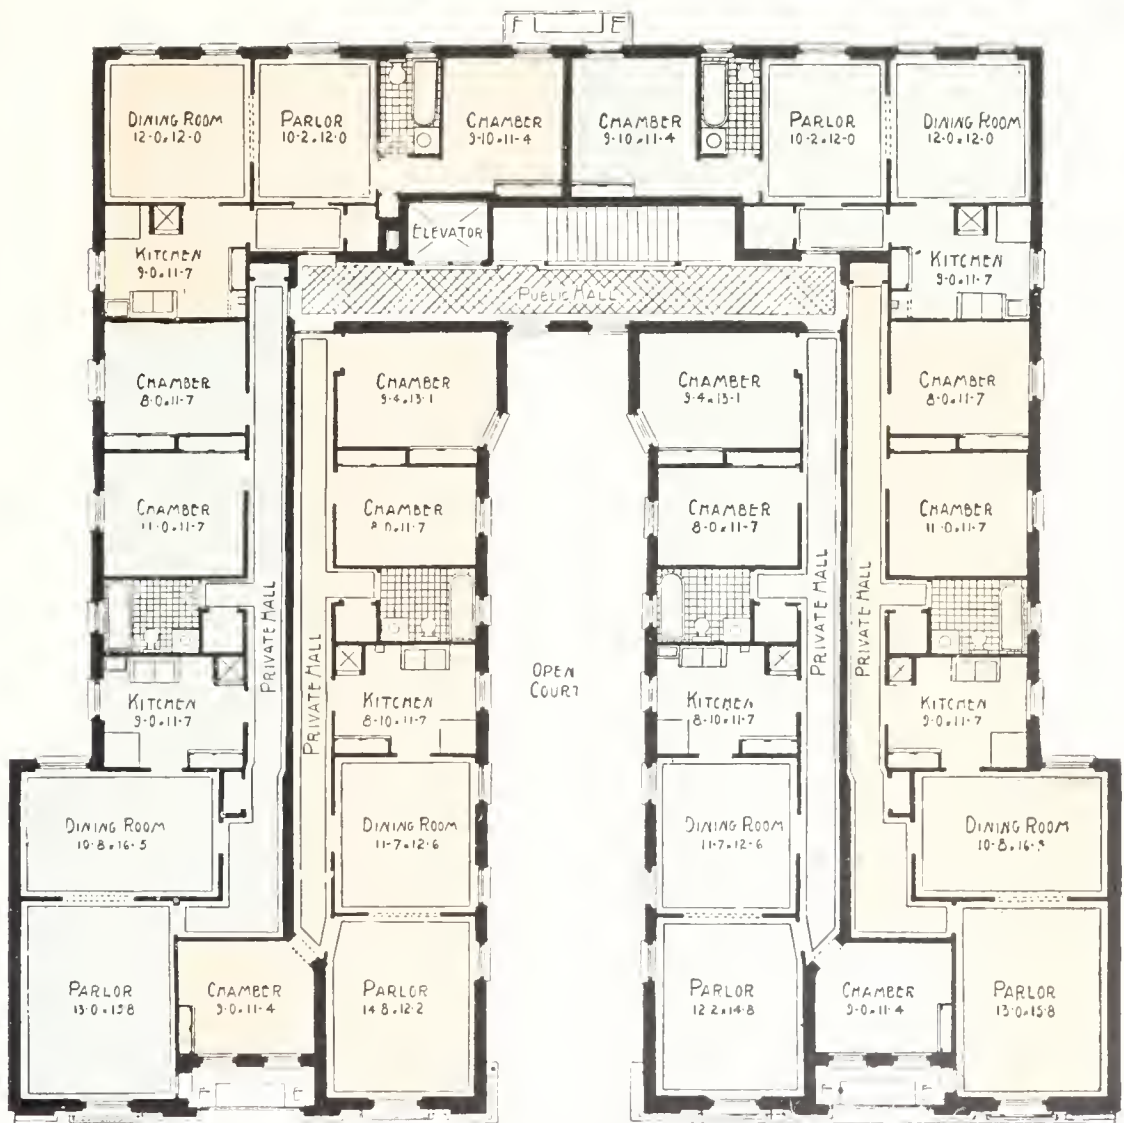 F E
DINING ROOM
12-0×12-0
PARLOR
10-2×12-0
CHAMBER
9-10×11-4
CHAMBER
9-10×11-4
PARLOR
10-2×12-0
DINING ROOM
12-0×12-0
ELEVATOR
KITCHEN
9-0×11-7
KITCHEN
9-0×11-7
PUBLIC HALL
CHAMBER
8-0×11-7
CHAMBER
9-4×13-1
CHAMBER
9-4×13-1
CHAMBER
8-0×11-7
CHAMBER
11-0×11-7
CHAMBER
8-0×11-7
CHAMBER
8-0×11-7
CHAMBER
11-0×11-7
PRIVATE HALL
PRIVATE HALL
PRIVATE HALL
PRIVATE HALL
OPEN
COURT
KITCHEN
9-0×11-7
KITCHEN
8-10×11-7
KITCHEN
8-10×11-7
KITCHEN
9-0×11-7
DINING ROOM
10-8×16-5
DINING ROOM
11-7×12-6
DINING ROOM
11-7×12-6
DINING ROOM
10-8×16-
PARLOR
13-0×15-8
CHAMBER
9-0×11-4
PARLOR
14-8×12-2
PARLOR
12-2×14-8
CHAMBER
9-0×11-4
PARLOR
13-0×15-8
F E
F